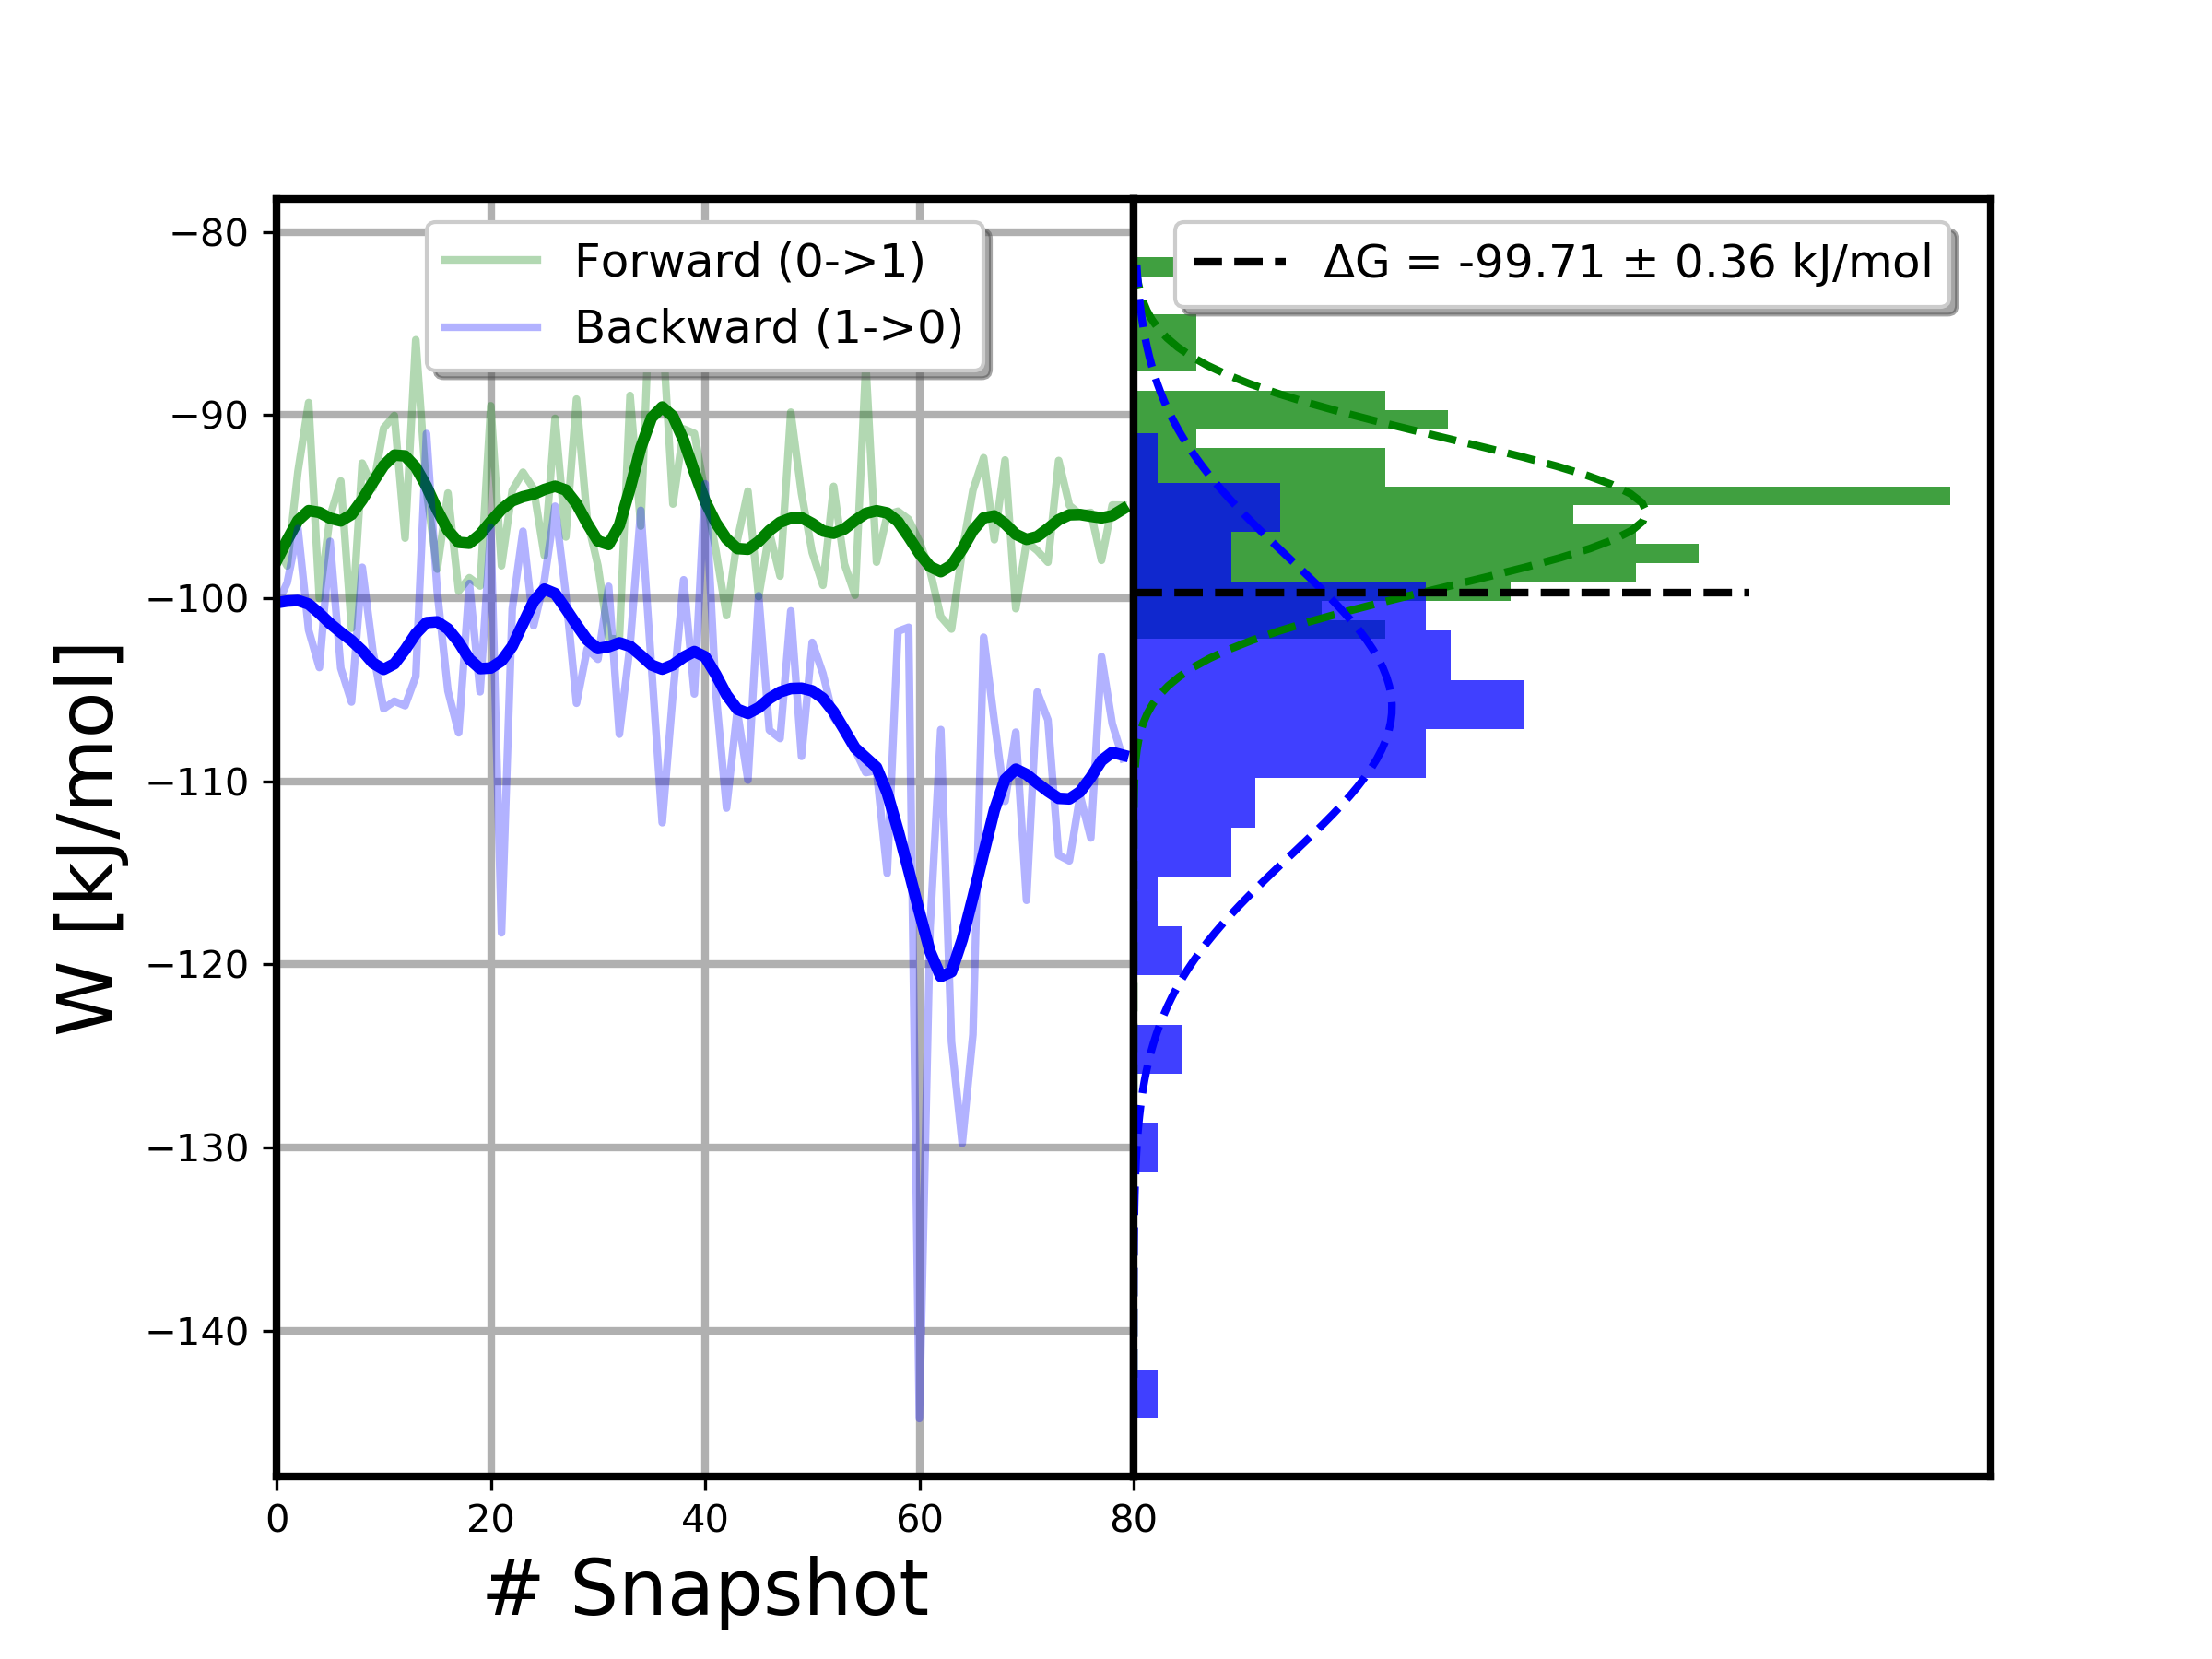 Forward (0->1)
Backward (1->0)
ΔG = -99.71 ± 0.36 kJ/mol
W [kJ/mol]
−80
−90
−100
−110
−120
−130
−140
0 20 40 60 80
# Snapshot